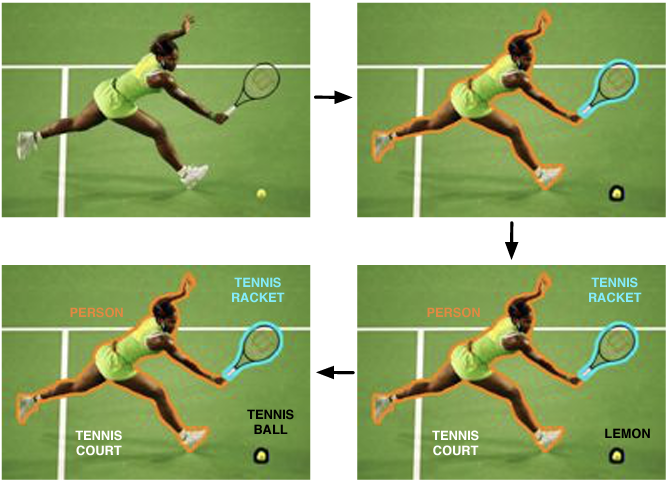 TENNIS
RACKET
PERSON
TENNIS
BALL
TENNIS
COURT
TENNIS
RACKET
PERSON
TENNIS
COURT
LEMON